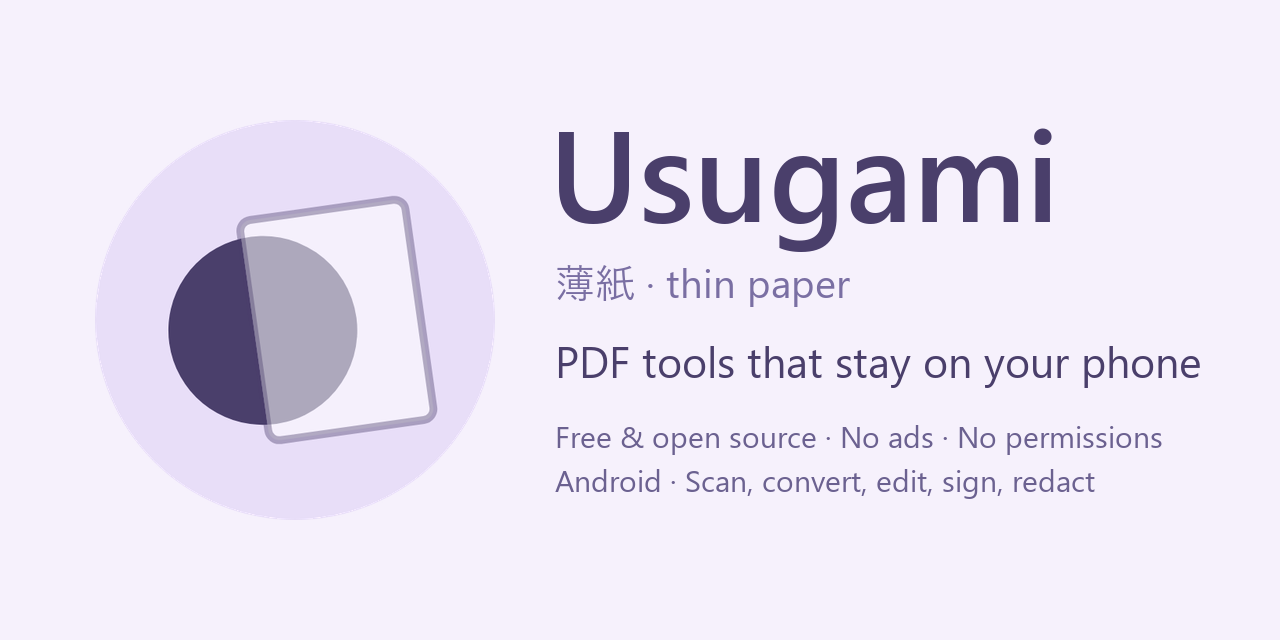 Usugami
薄紙 · thin paper
PDF tools that stay on your phone
Free & open source · No ads · No permissions
Android · Scan, convert, edit, sign, redact